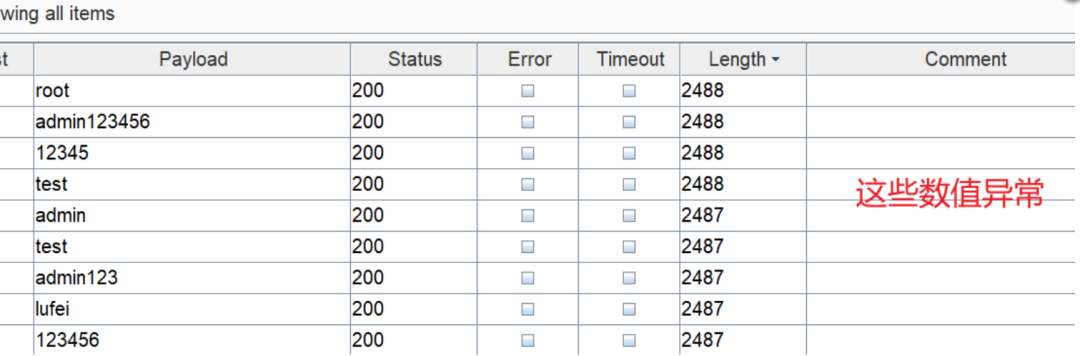 wing all items
st Payload Status Error Timeout Length Comment
root 200 2488
admin123456 200 2488
12345 200 2488
test 200 2488
这些数值异常
admin 200 2487
test 200 2487
admin123 200 2487
lufei 200 2487
123456 200 2487